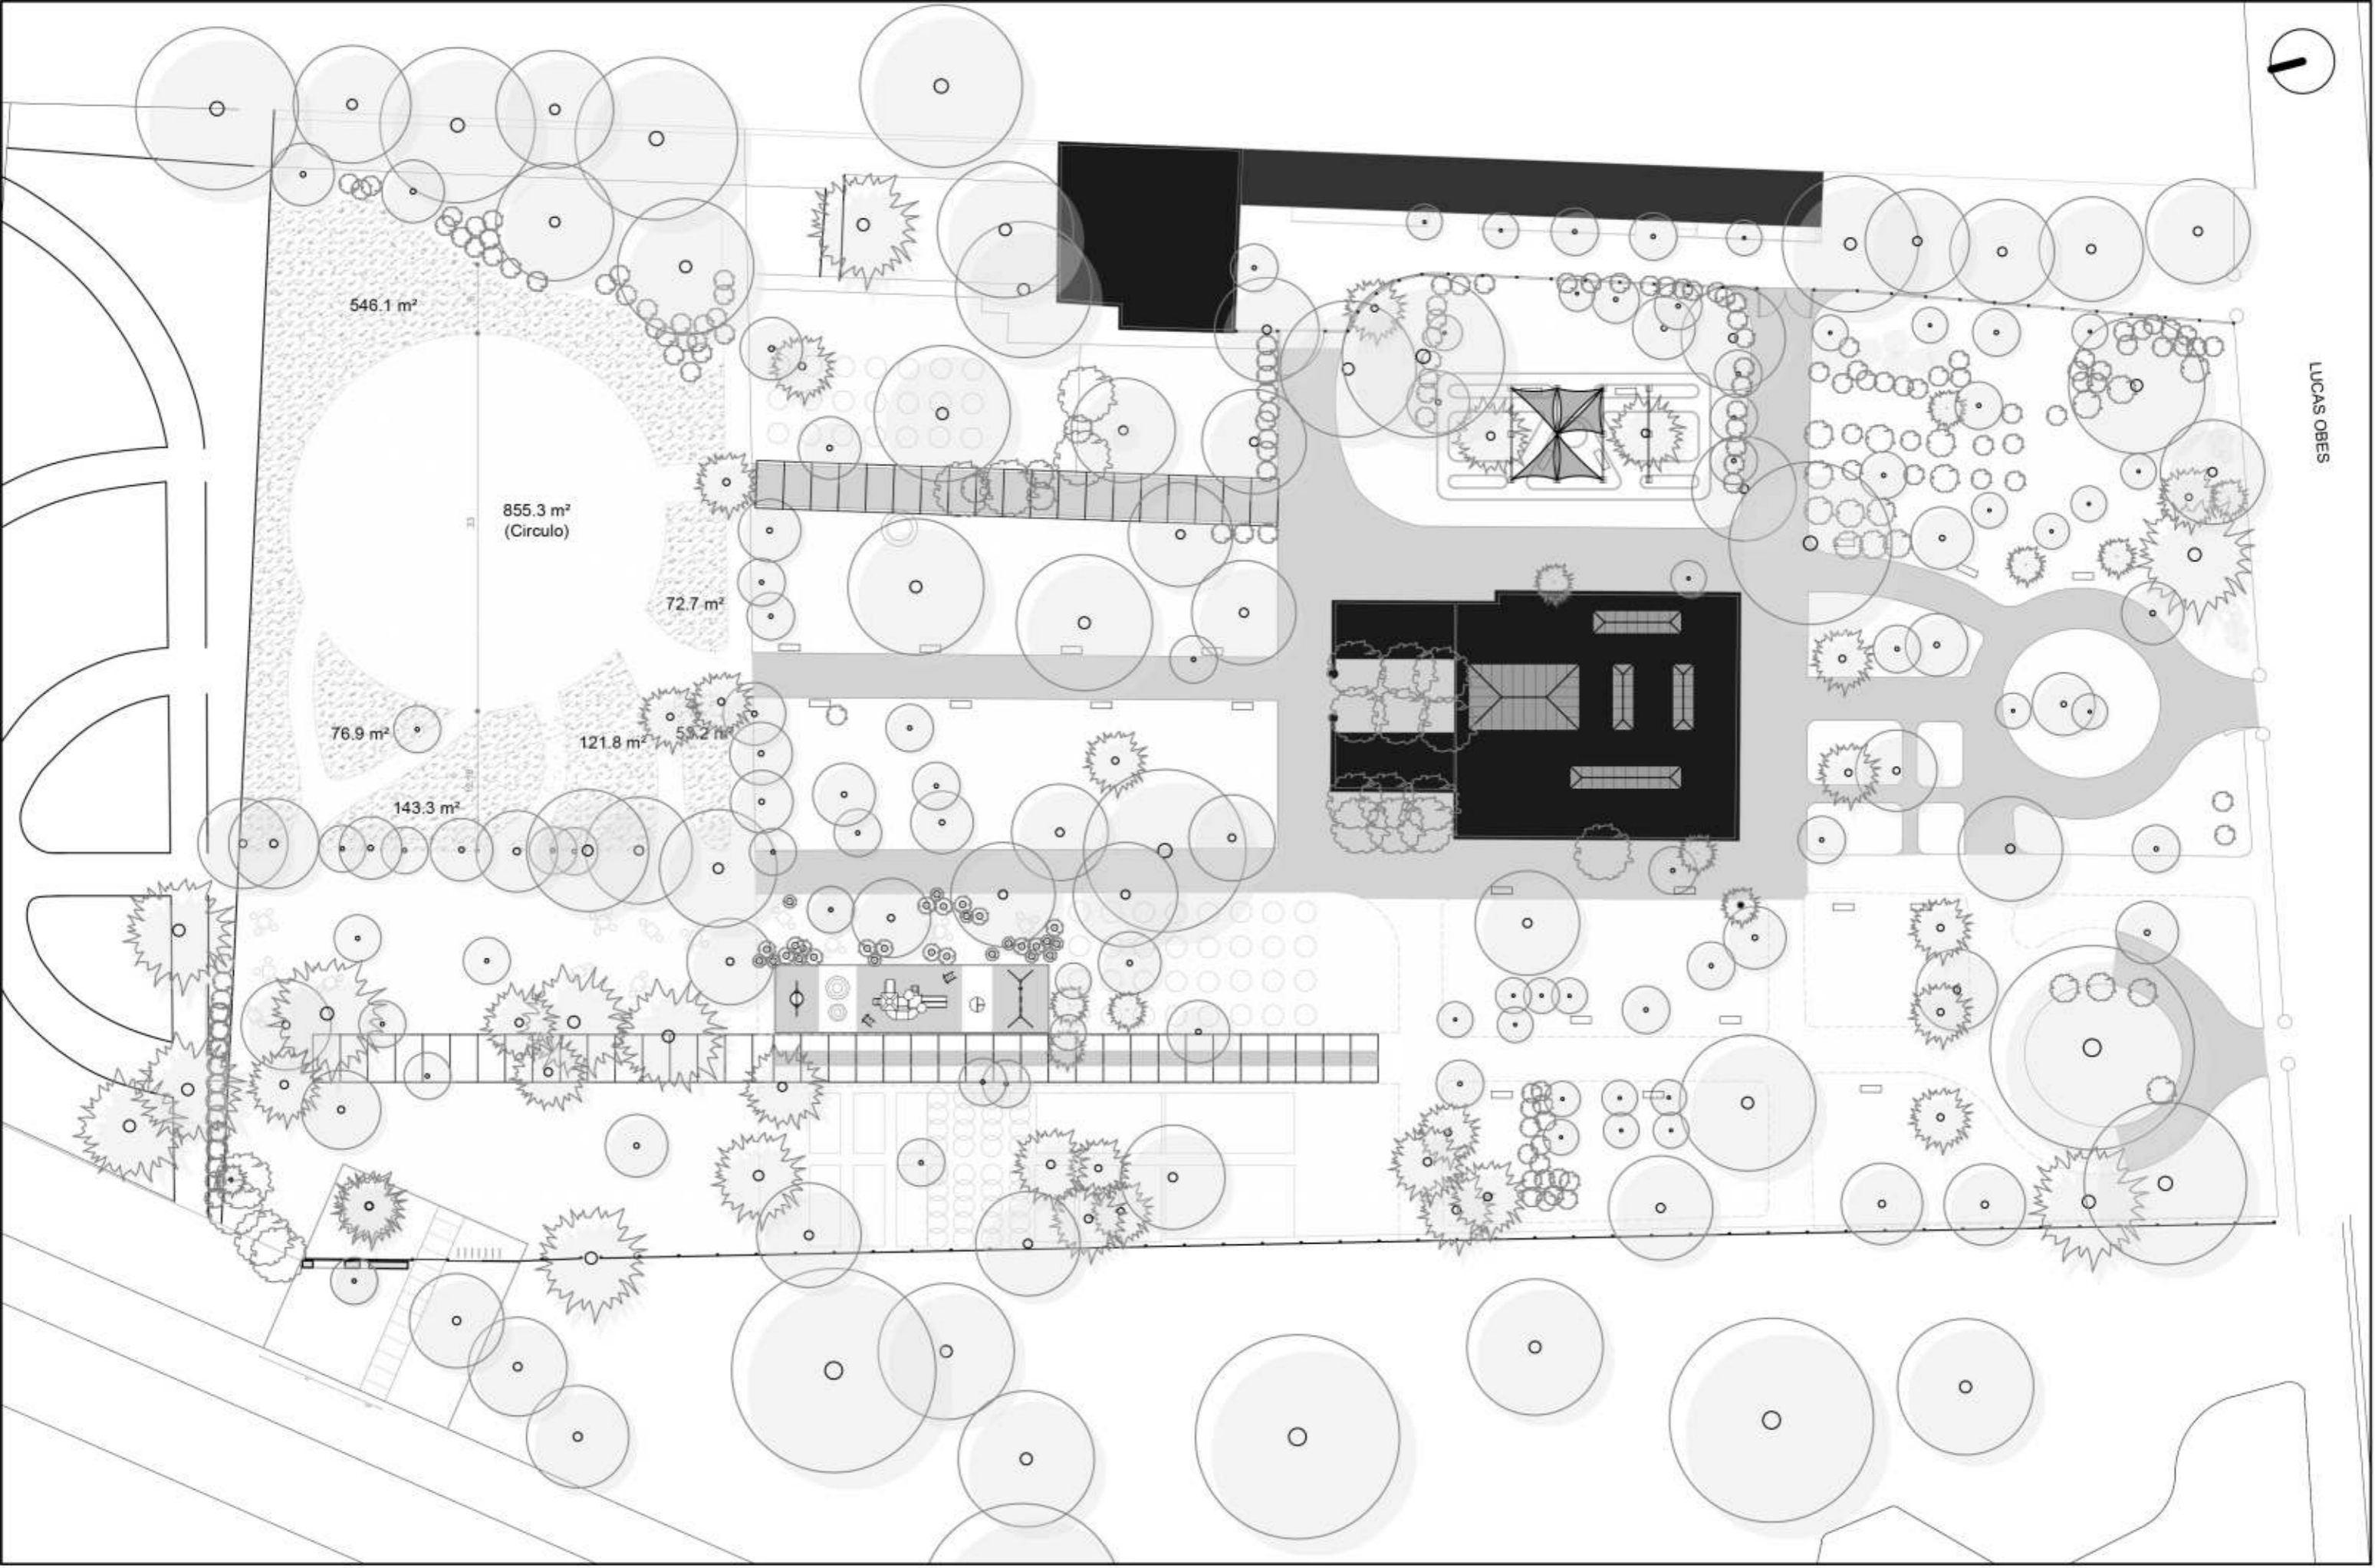 546.1 m²
855.3 m²
(Circulo)
33
72.7 m²
76.9 m²
121.8 m²
143.3 m²
LUCAS OBES